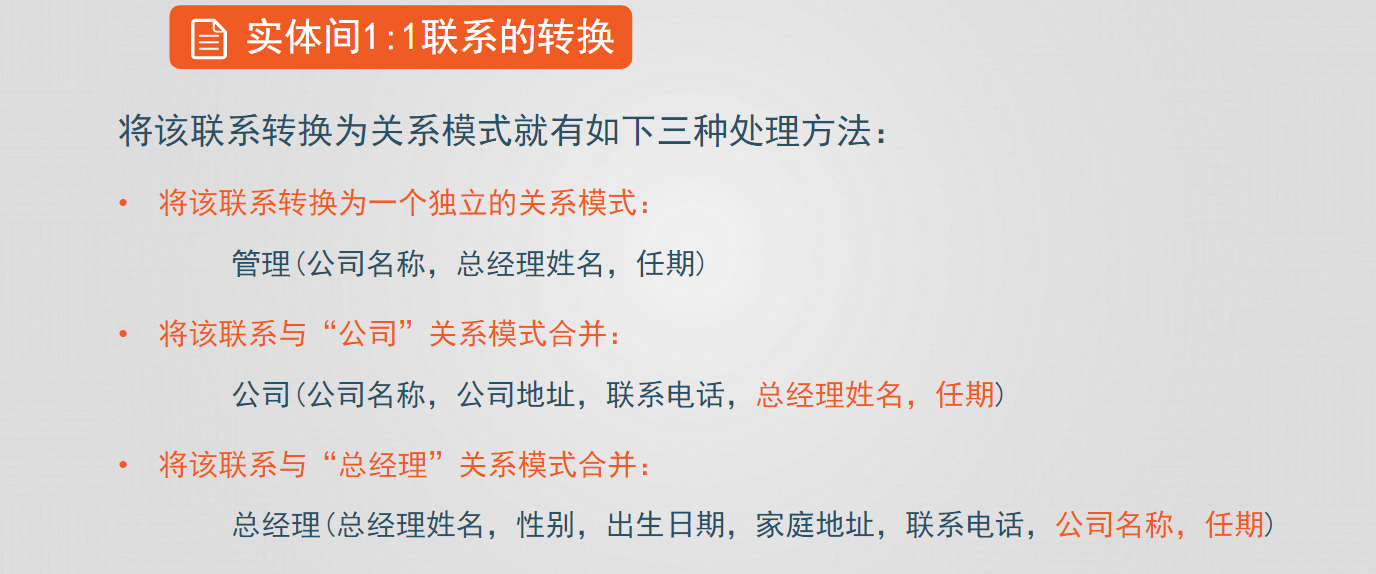 实体间1:1联系的转换
将该联系转换为关系模式就有如下三种处理方法：
• 将该联系转换为一个独立的关系模式：
管理(公司名称，总经理姓名，任期)
• 将该联系与“公司”关系模式合并：
公司(公司名称，公司地址，联系电话，总经理姓名，任期)
• 将该联系与“总经理”关系模式合并：
总经理(总经理姓名，性别，出生日期，家庭地址，联系电话，公司名称，任期)